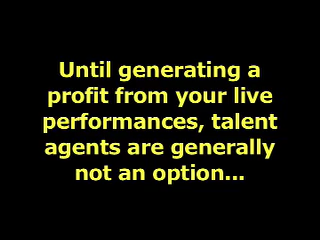 Until generating a
profit from your live
performances, talent
agents are generally
not an option...